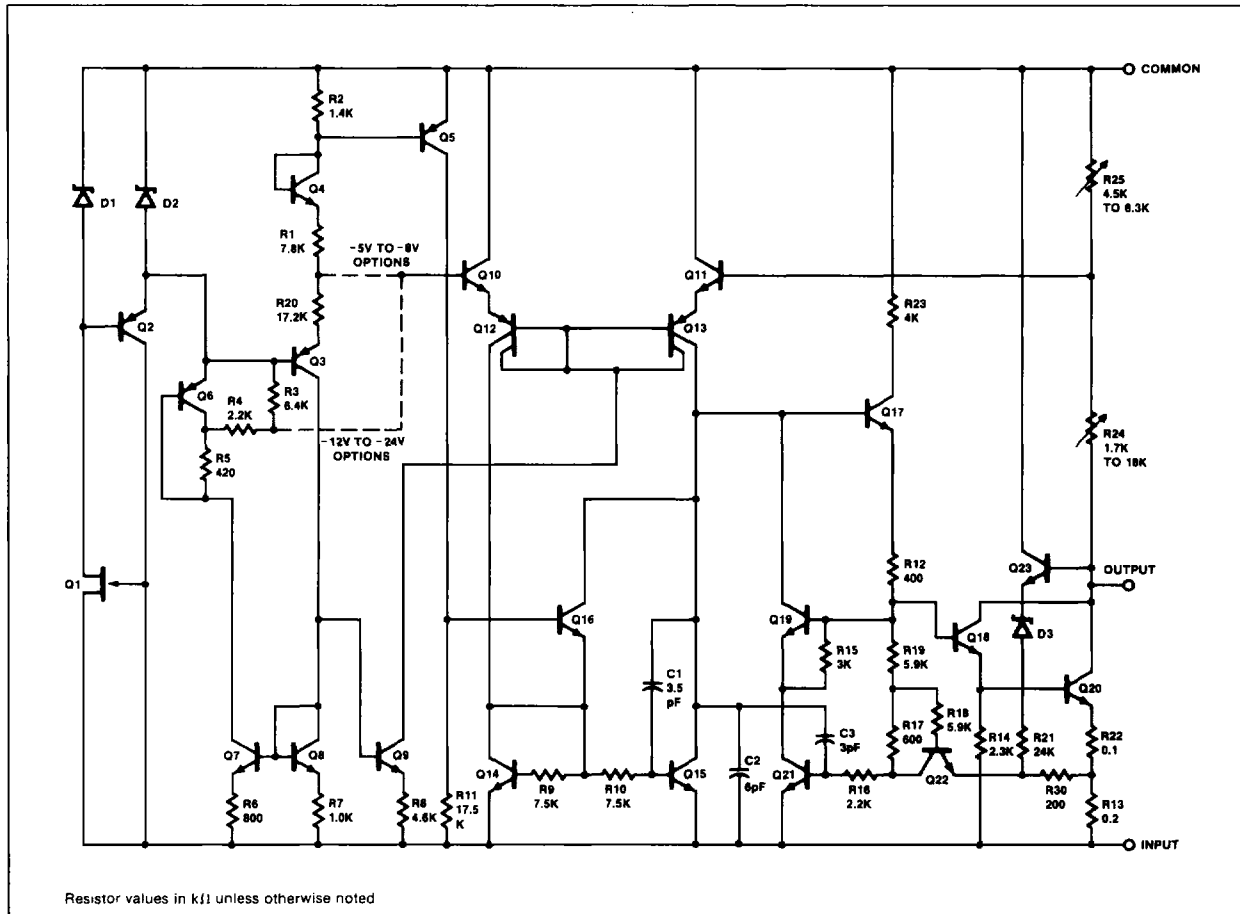 COMMON
R2
1.4K
Q5
D1
D2
Q4
R25
4.5K
TO 6.3K
R1
7.8K
-5V TO -8V
OPTIONS
Q10
Q11
R20
17.2K
R23
4K
Q2
Q12
Q13
Q3
Q6
R3
6.4K
R4
2.2K
Q17
R24
1.7K
TO 18K
-12V TO -24V
OPTIONS
R5
420
R12
400
Q23
OUTPUT
Q1
Q16
Q19
Q18
D3
R15
3K
R19
5.9K
C1
3.5
pF
Q20
R18
5.9K
R17
600
R14
2.3K
R21
24K
R22
0.1
Q7
Q8
Q9
C3
3pF
Q14
R9
7.5K
R10
7.5K
Q15
C2
6pF
Q21
R16
2.2K
Q22
R30
200
R6
800
R7
1.0K
R8
4.6K
R11
17.5
K
R13
0.2
INPUT
Resistor values in kΩ unless otherwise noted